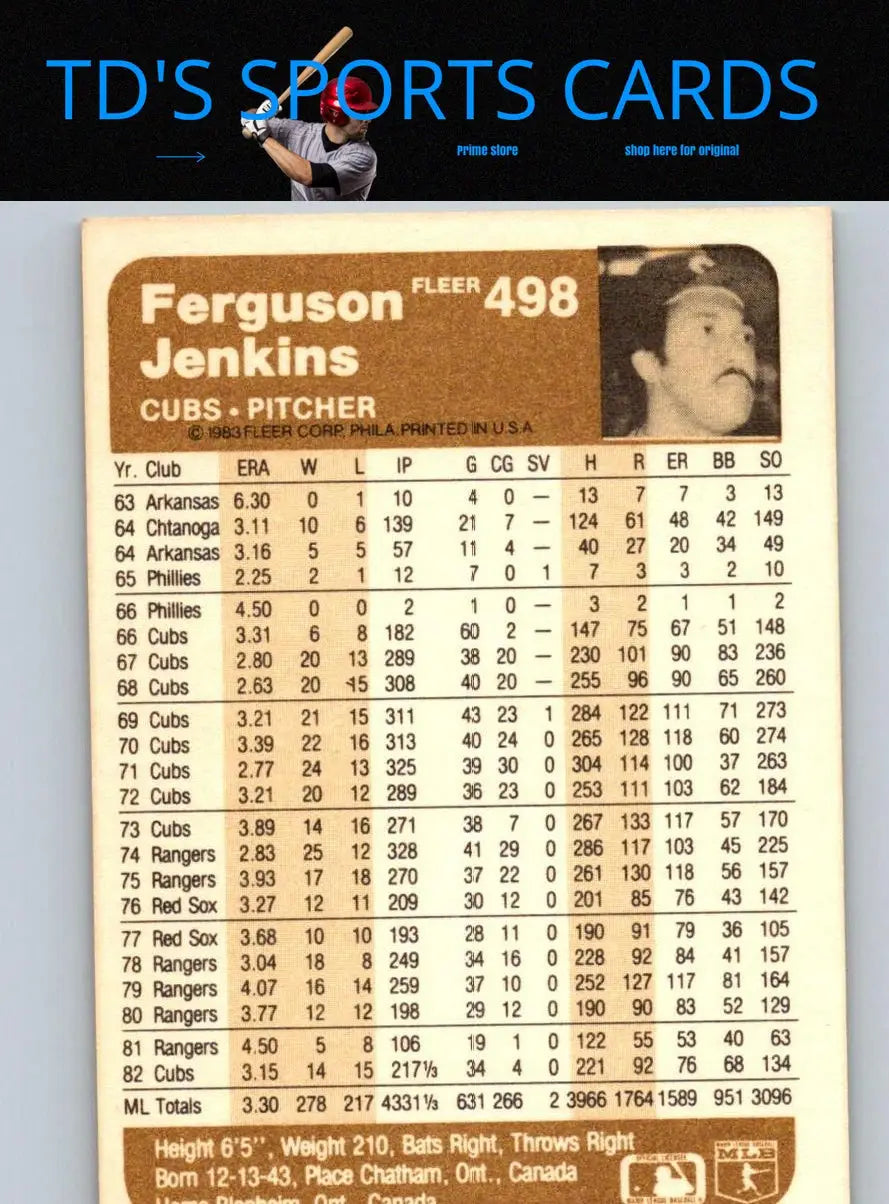 TD'S SPORTS CARDS
Prime store
shop here for original
Ferguson FLEER 498
Jenkins
CUBS • PITCHER
© 1983 FLEER CORP. PHILA. PRINTED IN U.S.A.
Yr. Club ERA W L IP G CG SV H R ER BB SO
63 Arkansas 6.30 0 1 10 4 0 — 13 7 7 3 13
64 Chtanoga 3.11 10 6 139 21 7 — 124 61 48 42 149
64 Arkansas 3.16 5 5 57 11 4 — 40 27 20 34 49
65 Phillies 2.25 2 1 12 7 0 1 7 3 3 2 10
66 Phillies 4.50 0 0 2 1 0 — 3 2 1 1 2
66 Cubs 3.31 6 8 182 60 2 — 147 75 67 51 148
67 Cubs 2.80 20 13 289 38 20 — 230 101 90 83 236
68 Cubs 2.63 20 15 308 40 20 — 255 96 90 65 260
69 Cubs 3.21 21 15 311 43 23 1 284 122 111 71 273
70 Cubs 3.39 22 16 313 40 24 0 265 128 118 60 274
71 Cubs 2.77 24 13 325 39 30 0 304 114 100 37 263
72 Cubs 3.21 20 12 289 36 23 0 253 111 103 62 184
73 Cubs 3.89 14 16 271 38 7 0 267 133 117 57 170
74 Rangers 2.83 25 12 328 41 29 0 286 117 103 45 225
75 Rangers 3.93 17 18 270 37 22 0 261 130 118 56 157
76 Red Sox 3.27 12 11 209 30 12 0 201 85 76 43 142
77 Red Sox 3.68 10 10 193 28 11 0 190 91 79 36 105
78 Rangers 3.04 18 8 249 34 16 0 228 92 84 41 157
79 Rangers 4.07 16 14 259 37 10 0 252 127 117 81 164
80 Rangers 3.77 12 12 198 29 12 0 190 90 83 52 129
81 Rangers 4.50 5 8 106 19 1 0 122 55 53 40 63
82 Cubs 3.15 14 15 217⅓ 34 4 0 221 92 76 68 134
ML Totals 3.30 278 217 4331⅓ 631 266 2 3966 1764 1589 951 3096
Height 6'5'', Weight 210, Bats Right, Throws Right
Born 12-13-43, Place Chatham, Ont., Canada
MLB